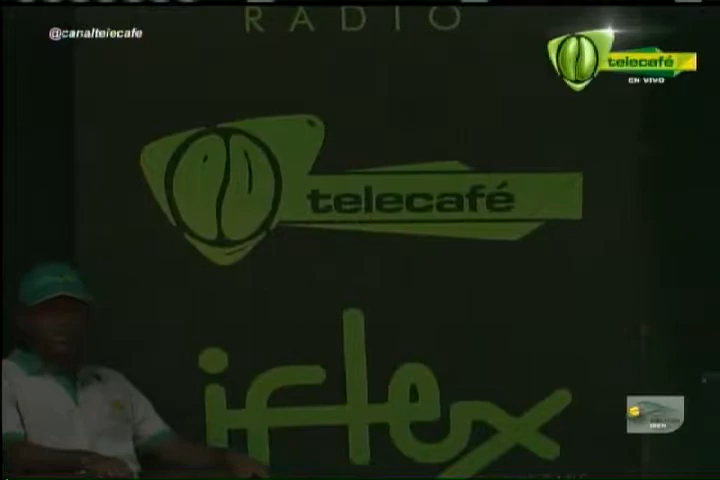 RADIO
@canaltelecafe
telecafé
EN VIVO
telecafé
iflex